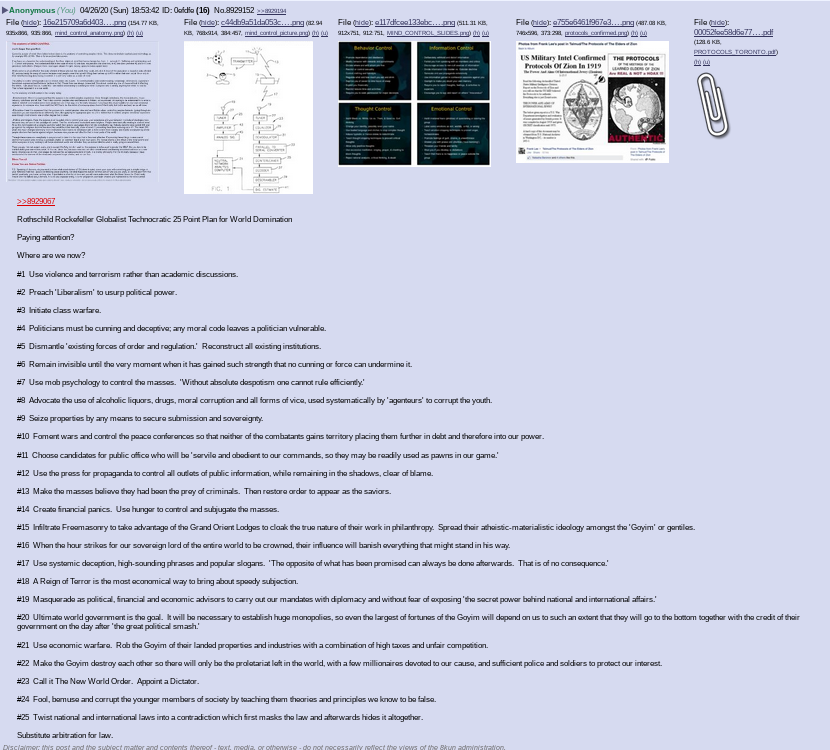 Anonymous (You) 04/26/20 (Sun) 18:53:42 ID: 0efdfe (16) No.8929152 >>8929194
File (hide): 16e215709a6d403....png (154.77 KB, 935x866, 935:866, mind_control_anatomy.png) (h) (u)
File (hide): c44db9a51da053c....png (82.94 KB, 768x914, 384:457, mind_control_picture.png) (h) (u)
File (hide): e117dfcee133ebc....png (511.31 KB, 912x751, 912:751, MIND_CONTROL_SLIDES.png) (h) (u)
File (hide): e755e6461f967e3....png (487.08 KB, 746x596, 373:298, protocols_confirmed.png) (h) (u)
File (hide): 00052fee58d6e77....pdf (128.6 KB, PROTOCOLS_TORONTO.pdf) (h) (u)
Behavior Control
Informational Control
Thought Control
Emotional Control
US Military Intel Confirmed
Protocols Of Zion In 1919
THE PROTOCOLS
OF THE MEETINGS OF THE LEARNED ELDERS OF ZION
Are REAL & NOT a HOAX !!
AUTHENTIC
>>8929067
Rothschild Rockefeller Globalist Technocratic 25 Point Plan for World Domination
Paying attention?
Where are we now?
#1 Use violence and terrorism rather than academic discussions.
#2 Preach 'Liberalism' to usurp political power.
#3 Initiate class warfare.
#4 Politicians must be cunning and deceptive; any moral code leaves a politician vulnerable.
#5 Dismantle 'existing forces of order and regulation.' Reconstruct all existing institutions.
#6 Remain invisible until the very moment when it has gained such strength that no cunning or force can undermine it.
#7 Use mob psychology to control the masses. 'Without absolute despotism one cannot rule efficiently.'
#8 Advocate the use of alcoholic liquors, drugs, moral corruption and all forms of vice, used systematically by 'agenteurs' to corrupt the youth.
#9 Seize properties by any means to secure submission and sovereignty.
#10 Foment wars and control the peace conferences so that neither of the combatants gains territory placing them further in debt and therefore into our power.
#11 Choose candidates for public office who will be 'servile and obedient to our commands, so they may be readily used as pawns in our game.'
#12 Use the press for propaganda to control all outlets of public information, while remaining in the shadows, clear of blame.
#13 Make the masses believe they had been the prey of criminals. Then restore order to appear as the saviors.
#14 Create financial panics. Use hunger to control and subjugate the masses.
#15 Infiltrate Freemasonry to take advantage of the Grand Orient Lodges to cloak the true nature of their work in philanthropy. Spread their atheistic-materialistic ideology amongst the 'Goyim' or gentiles.
#16 When the hour strikes for our sovereign lord of the entire world to be crowned, their influence will banish everything that might stand in his way.
#17 Use systemic deception, high-sounding phrases and popular slogans. 'The opposite of what has been promised can always be done afterwards. That is of no consequence.'
#18 A Reign of Terror is the most economical way to bring about speedy subjection.
#19 Masquerade as political, financial and economic advisors to carry out our mandates with diplomacy and without fear of exposing 'the secret power behind national and international affairs.'
#20 Ultimate world government is the goal. It will be necessary to establish huge monopolies, so even the largest of fortunes of the Goyim will depend on us to such an extent that they will go to the bottom together with the credit of their
government on the day after 'the great political smash.'
#21 Use economic warfare. Rob the Goyim of their landed properties and industries with a combination of high taxes and unfair competition.
#22 Make the Goyim destroy each other so there will only be the proletariat left in the world, with a few millionaires devoted to our cause, and sufficient police and soldiers to protect our interest.
#23 Call it The New World Order. Appoint a Dictator.
#24 Fool, bemuse and corrupt the younger members of society by teaching them theories and principles we know to be false.
#25 Twist national and international laws into a contradiction which first masks the law and afterwards hides it altogether.
Substitute arbitration for law.
Disclaimer: this post and the subject matter and contents thereof - text, media, or otherwise - do not necessarily reflect the views of the 8kun administration.